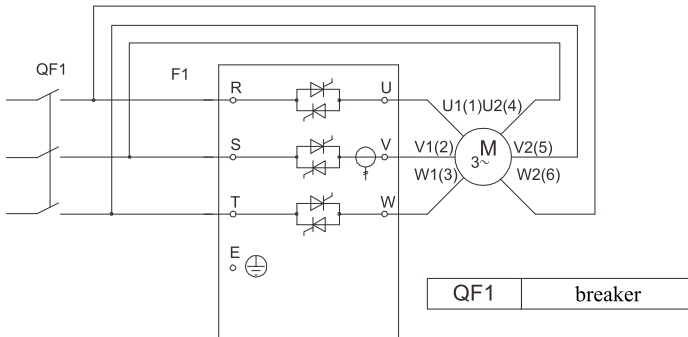 QF1
F1
R
U
U1(1)U2(4)
S
V
V1(2)
M
3~
V2(5)
W1(3)
W2(6)
T
W
E
QF1 breaker